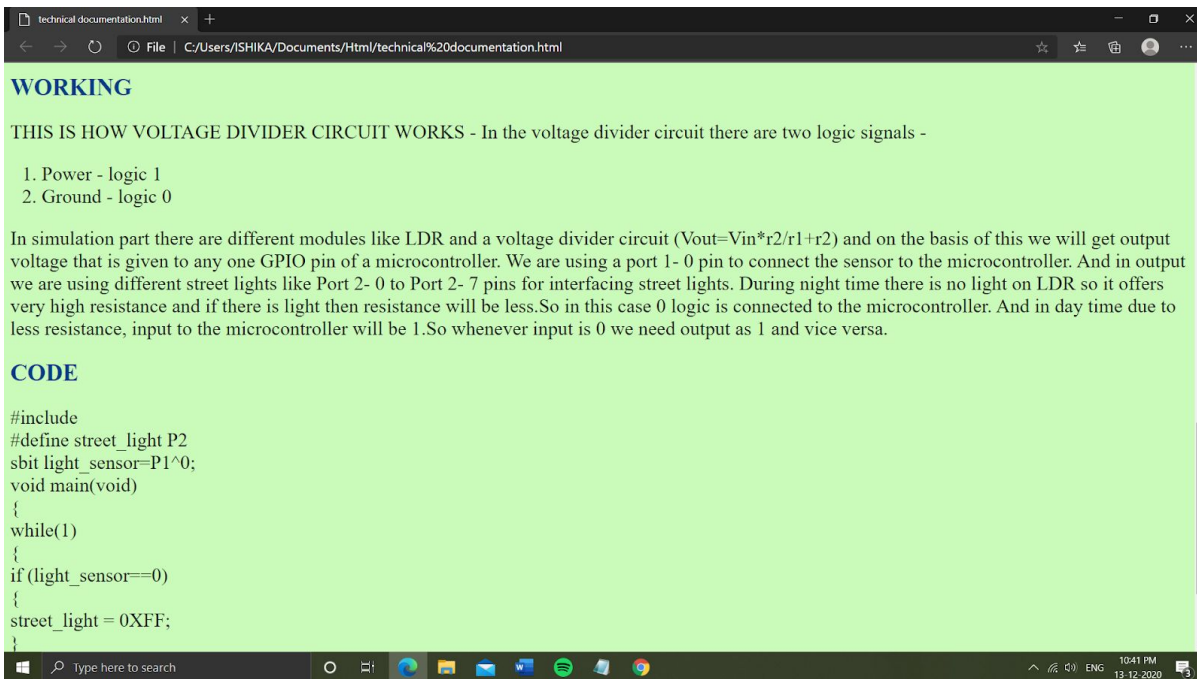 technical documentation.html
File | C:/Users/ISHIKA/Documents/Html/technical%20documentation.html
WORKING
THIS IS HOW VOLTAGE DIVIDER CIRCUIT WORKS - In the voltage divider circuit there are two logic signals -
1. Power - logic 1
2. Ground - logic 0
In simulation part there are different modules like LDR and a voltage divider circuit (Vout=Vin*r2/r1+r2) and on the basis of this we will get output
voltage that is given to any one GPIO pin of a microcontroller. We are using a port 1- 0 pin to connect the sensor to the microcontroller. And in output
we are using different street lights like Port 2- 0 to Port 2- 7 pins for interfacing street lights. During night time there is no light on LDR so it offers
very high resistance and if there is light then resistance will be less.So in this case 0 logic is connected to the microcontroller. And in day time due to
less resistance, input to the microcontroller will be 1.So whenever input is 0 we need output as 1 and vice versa.
CODE
#include
#define street_light P2
sbit light_sensor=P1^0;
void main(void)
{
while(1)
{
if (light_sensor==0)
{
street_light = 0XFF;
}
Type here to search
ENG
10:41 PM
13-12-2020
3